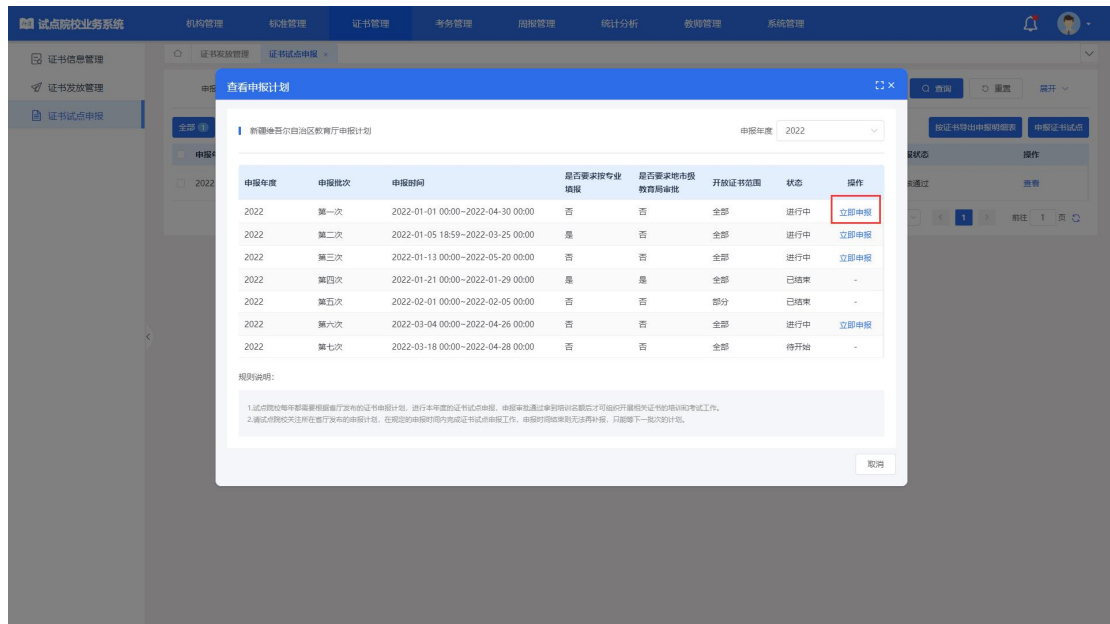 试点院校业务系统 机构管理 标准管理 证书管理 考务管理 周报管理 统计分析 教师管理 系统管理
证书信息管理
证书发放管理
证书试点申报
证书发放管理 证书试点申报 ×
申报
查询 重置 展开
全部 1
按证书导出申报明细表 申报证书试点
申报年
状态 操作
2022
通过 查看
1 前往 1 页
查看申报计划
新疆维吾尔自治区教育厅申报计划 申报年度 2022
申报年度 申报批次 申报时间 是否要求按专业填报 是否要求地市级教育局审批 开放证书范围 状态 操作
2022 第一次 2022-01-01 00:00~2022-04-30 00:00 否 否 全部 进行中 立即申报
2022 第二次 2022-01-05 18:59~2022-03-25 00:00 是 否 全部 进行中 立即申报
2022 第三次 2022-01-13 00:00~2022-05-20 00:00 否 否 全部 进行中 立即申报
2022 第四次 2022-01-21 00:00~2022-01-29 00:00 是 是 全部 已结束 -
2022 第五次 2022-02-01 00:00~2022-02-05 00:00 否 否 部分 已结束 -
2022 第六次 2022-03-04 00:00~2022-04-26 00:00 否 否 全部 进行中 立即申报
2022 第七次 2022-03-18 00:00~2022-04-28 00:00 否 否 全部 待开始 -
规则说明：
1.试点院校每年都需要根据省厅发布的证书申报计划，进行本年度的证书试点申报，申报审批通过拿到培训名额后才可组织开展相关证书的培训和考试工作。
2.请试点院校关注所在省厅发布的申报计划，在规定的申报时间内完成证书试点申报工作，申报时间结束则无法再补报，只能等下一批次的计划。
取消